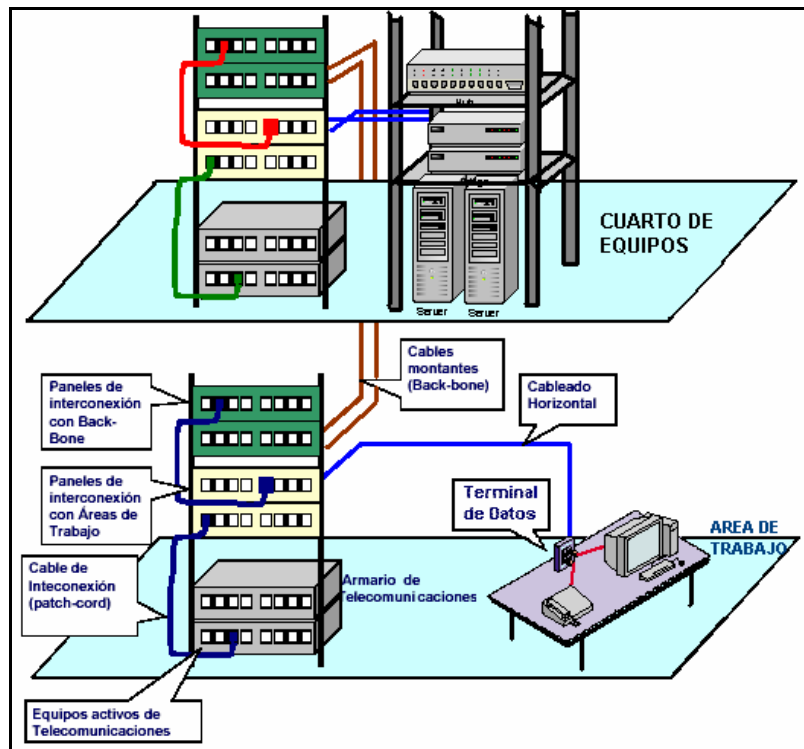 Hub
Bridge
CUARTO DE
EQUIPOS
Server
Server
Cables
montantes
(Back-bone)
Cableado
Horizontal
Paneles de
interconexión
con Back-
Bone
Paneles de
interconexión
con Áreas de
Trabajo
Terminal
de Datos
AREA DE
TRABAJO
Cable de
Inteconexión
(patch-cord)
Armario de
Telecomunicaciones
Equipos activos de
Telecomunicaciones